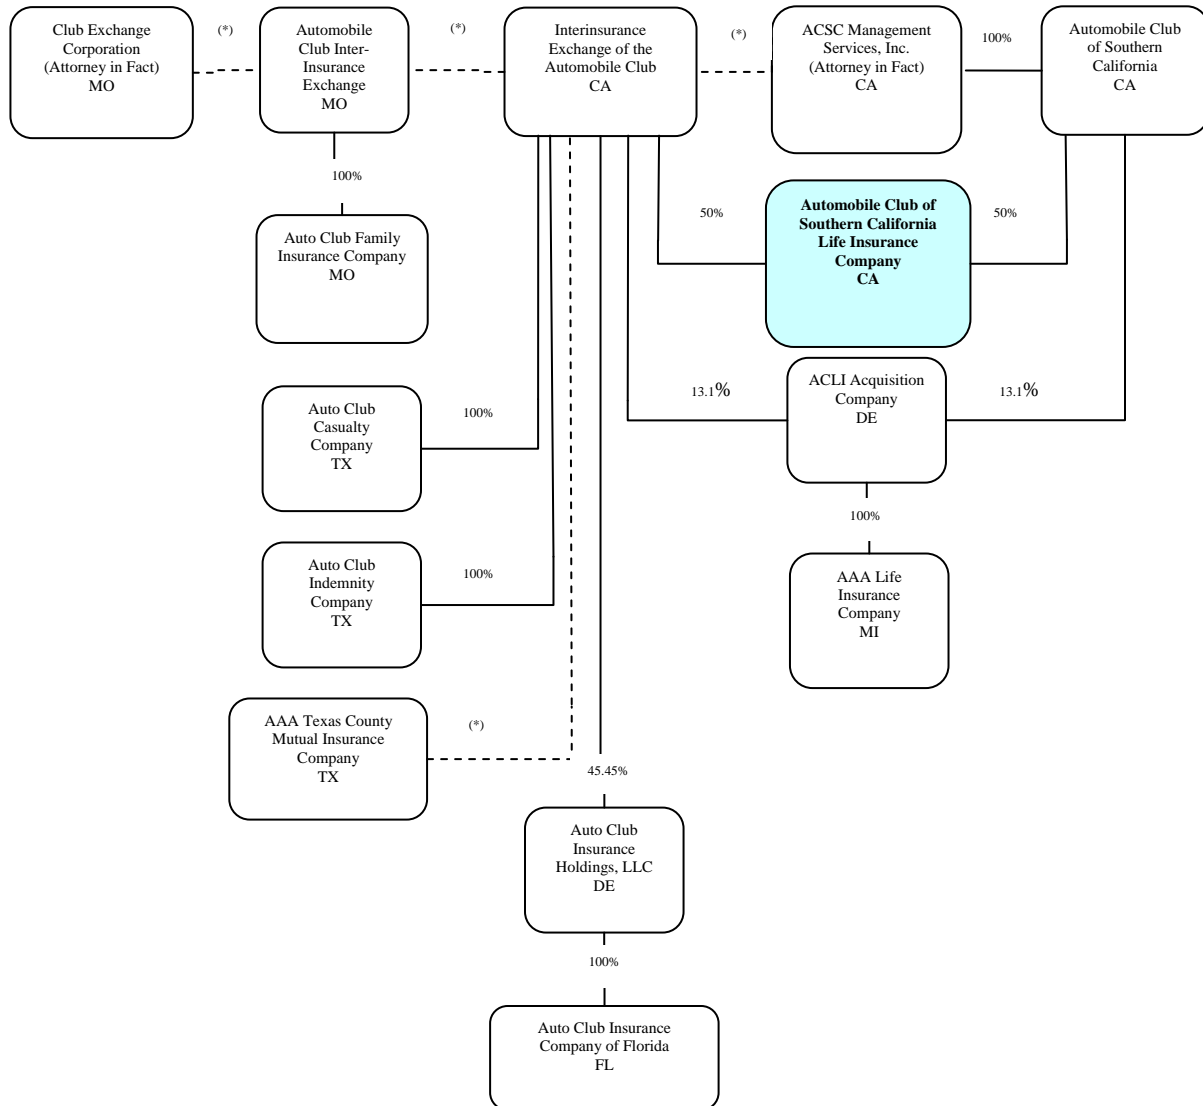 Club Exchange
Corporation
(Attorney in Fact)
MO
(*)
Automobile
Club Inter-
Insurance
Exchange
MO
(*)
Interinsurance
Exchange of the
Automobile Club
CA
(*)
ACSC Management
Services, Inc.
(Attorney in Fact)
CA
100%
Automobile Club
of Southern
California
CA
100%
50%
Automobile Club of
Southern California
Life Insurance
Company
CA
50%
Auto Club Family
Insurance Company
MO
13.1%
ACLI Acquisition
Company
DE
13.1%
Auto Club
Casualty
Company
TX
100%
100%
Auto Club
Indemnity
Company
TX
100%
AAA Life
Insurance
Company
MI
AAA Texas County
Mutual Insurance
Company
TX
(*)
45.45%
Auto Club
Insurance
Holdings, LLC
DE
100%
Auto Club Insurance
Company of Florida
FL